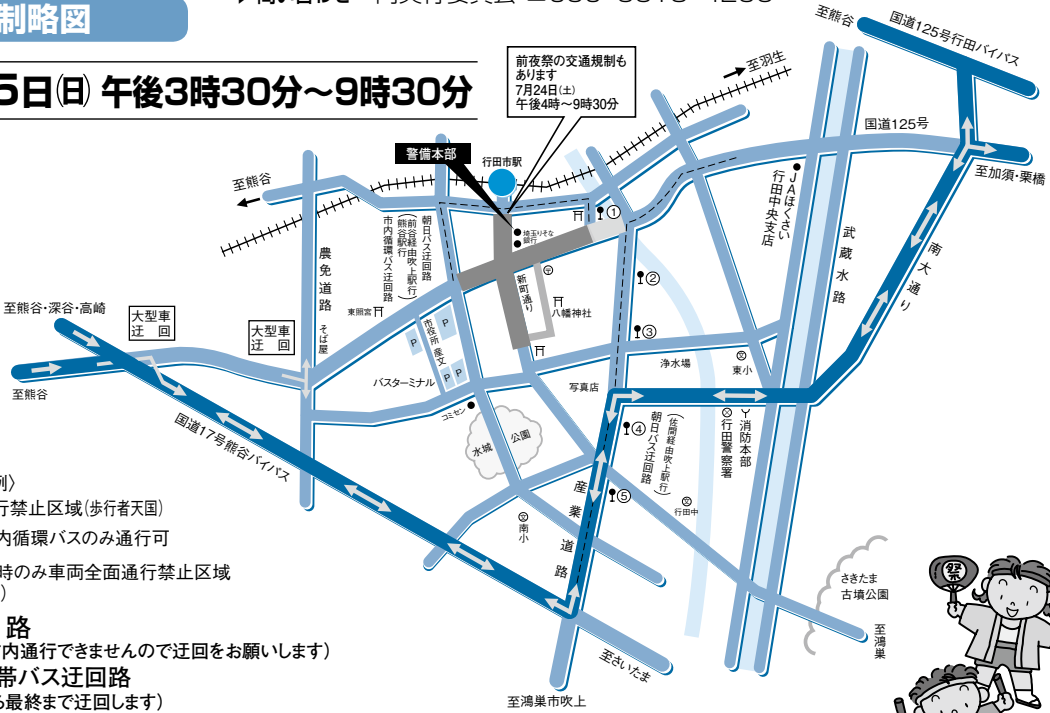 制略図
5日(日) 午後3時30分～9時30分
前夜祭の交通規制も
あります
7月24日(土)
午後4時～9時30分
至熊谷
国道125号行田バイパス
至羽生
国道125号
至加須・栗橋
警備本部
行田市駅
至熊谷
①
JAほくさい
行田中央支店
武蔵水路
南大通り
農免道路
そば屋
朝日バス迂回路
(前谷経由吹上駅行)
(熊谷駅行)
市内循環バス迂回路
埼玉りそな
銀行
新町通り
②
八幡神社
東照宮
至熊谷・深谷・高崎
大型車
迂　回
大型車
迂　回
市役所
産文
P
P
P
P
③
浄水場
東小
バスターミナル
写真店
至熊谷
コミセン
水城
公園
国道17号熊谷バイパス
④
朝日バス迂回路
(佐間経由吹上駅行)
行田警察署
消防本部
⑤
産業道路
行田中
南小
例〉
行禁止区域(歩行者天国)
内循環バスのみ通行可
時のみ車両全面通行禁止区域
)
路
内通行できませんので迂回をお願いします)
帯バス迂回路
る最終まで迂回します)
さきたま
古墳公園
至鴻巣
至さいたま
至鴻巣市吹上
祭